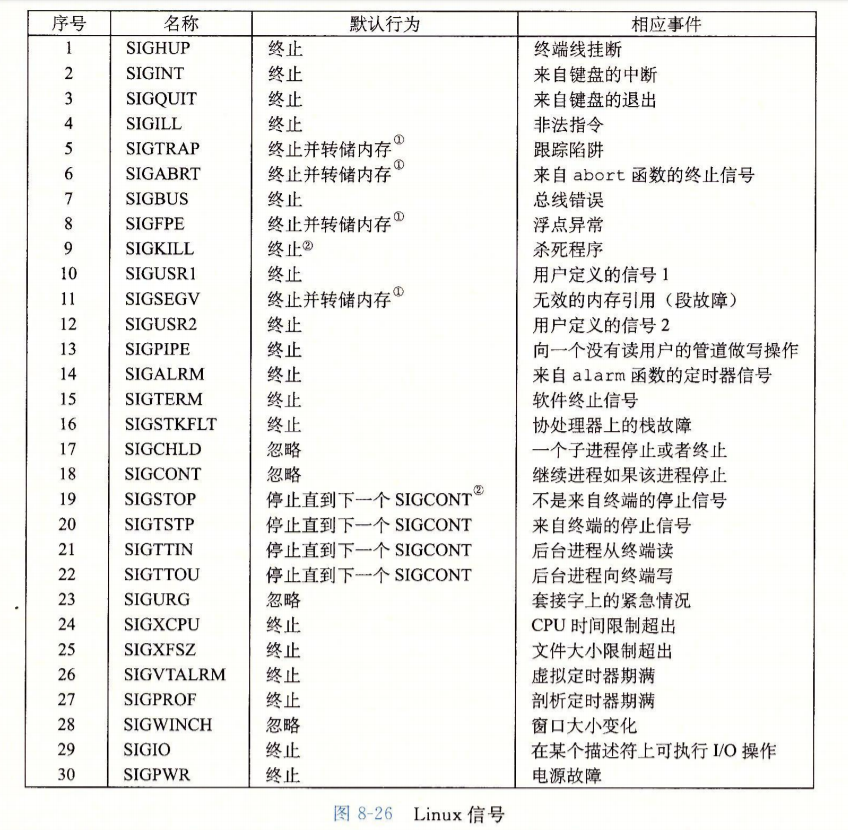 序号 名称 默认行为 相应事件
1 SIGHUP 终止 终端线挂断
2 SIGINT 终止 来自键盘的中断
3 SIGQUIT 终止 来自键盘的退出
4 SIGILL 终止 非法指令
5 SIGTRAP 终止并转储内存① 跟踪陷阱
6 SIGABRT 终止并转储内存① 来自 abort 函数的终止信号
7 SIGBUS 终止 总线错误
8 SIGFPE 终止并转储内存① 浮点异常
9 SIGKILL 终止② 杀死程序
10 SIGUSR1 终止 用户定义的信号 1
11 SIGSEGV 终止并转储内存① 无效的内存引用（段故障）
12 SIGUSR2 终止 用户定义的信号 2
13 SIGPIPE 终止 向一个没有读用户的管道做写操作
14 SIGALRM 终止 来自 alarm 函数的定时器信号
15 SIGTERM 终止 软件终止信号
16 SIGSTKFLT 终止 协处理器上的栈故障
17 SIGCHLD 忽略 一个子进程停止或者终止
18 SIGCONT 忽略 继续进程如果该进程停止
19 SIGSTOP 停止直到下一个 SIGCONT② 不是来自终端的停止信号
20 SIGTSTP 停止直到下一个 SIGCONT 来自终端的停止信号
21 SIGTTIN 停止直到下一个 SIGCONT 后台进程从终端读
22 SIGTTOU 停止直到下一个 SIGCONT 后台进程向终端写
23 SIGURG 忽略 套接字上的紧急情况
24 SIGXCPU 终止 CPU 时间限制超出
25 SIGXFSZ 终止 文件大小限制超出
26 SIGVTALRM 终止 虚拟定时器期满
27 SIGPROF 终止 剖析定时器期满
28 SIGWINCH 忽略 窗口大小变化
29 SIGIO 终止 在某个描述符上可执行 I/O 操作
30 SIGPWR 终止 电源故障
图 8-26 Linux 信号